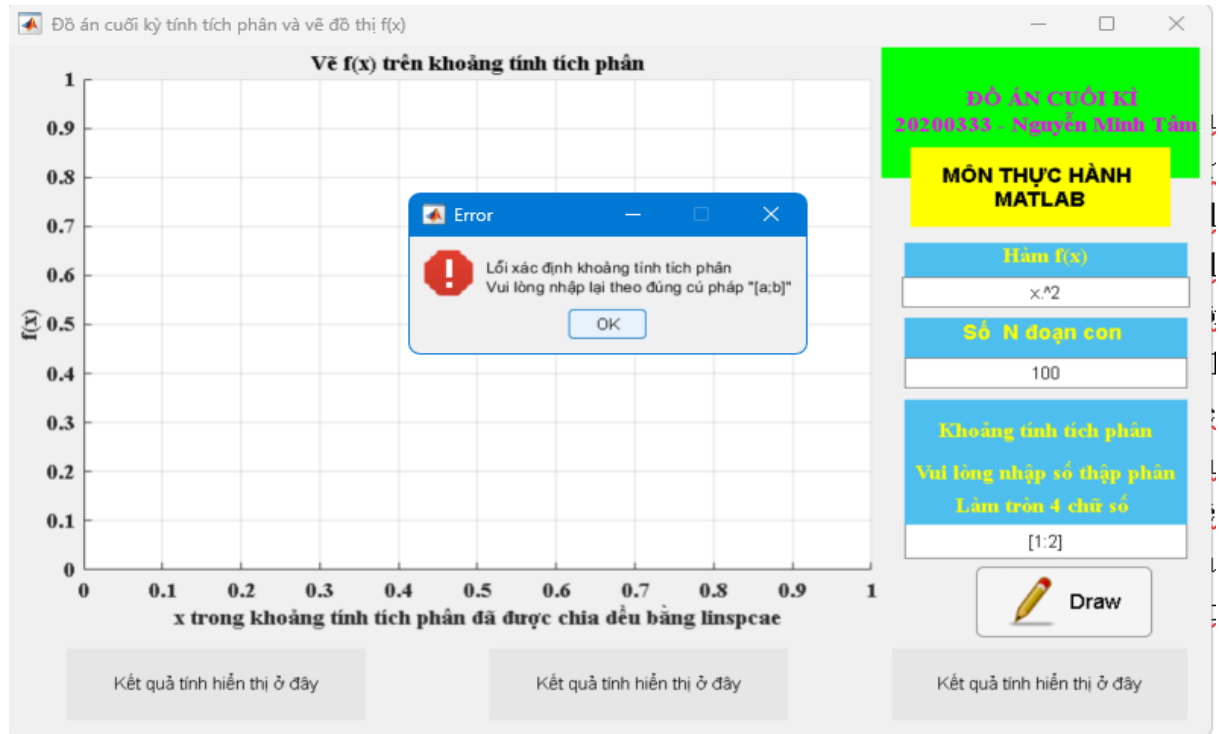 Đồ án cuối kỳ tính tích phân và vẽ đồ thị f(x)
Vẽ f(x) trên khoảng tính tích phân
1
0.9
0.8
0.7
0.6
0.5
0.4
0.3
0.2
0.1
0
f(x)
0 0.1 0.2 0.3 0.4 0.5 0.6 0.7 0.8 0.9 1
x trong khoảng tính tích phân đã được chia đều bằng linspcae
Error
Lỗi xác định khoảng tính tích phân
Vui lòng nhập lại theo đúng cú pháp "[a;b]"
OK
ĐỒ ÁN CUỐI KÌ
20200333 - Nguyễn Minh Tâm
MÔN THỰC HÀNH
MATLAB
Hàm f(x)
x.^2
Số N đoạn con
100
Khoảng tính tích phân
Vui lòng nhập số thập phân
Làm tròn 4 chữ số
[1:2]
Draw
Kết quả tính hiển thị ở đây
Kết quả tính hiển thị ở đây
Kết quả tính hiển thị ở đây